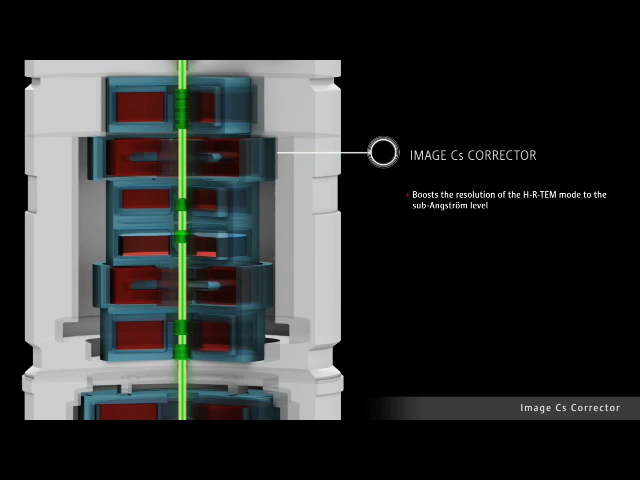 IMAGE Cs CORRECTOR
Boosts the resolution of the H-R-TEM mode to the
sub-Angström level
Image Cs Corrector